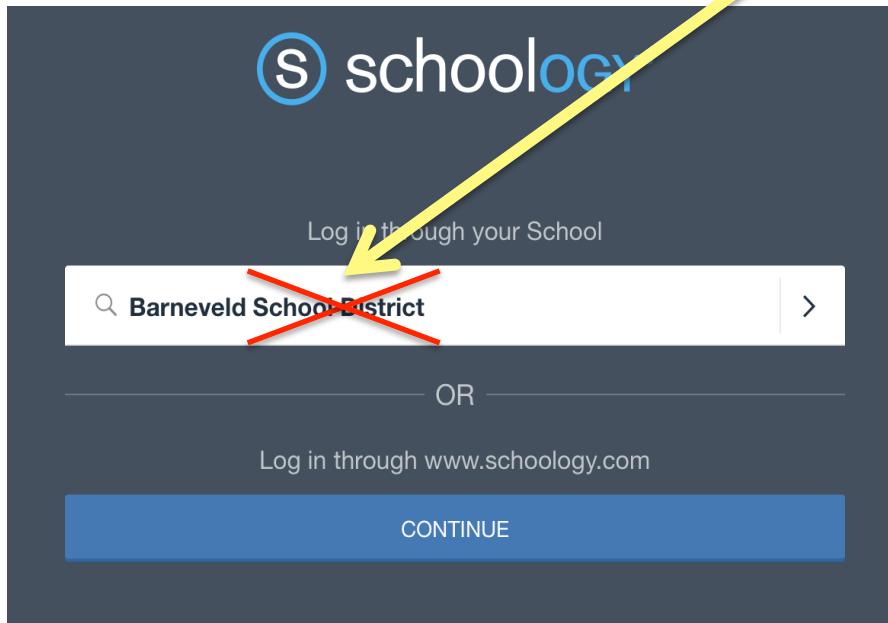 S schoology
Log in through your School
Barneveld School District
OR
Log in through www.schoology.com
CONTINUE